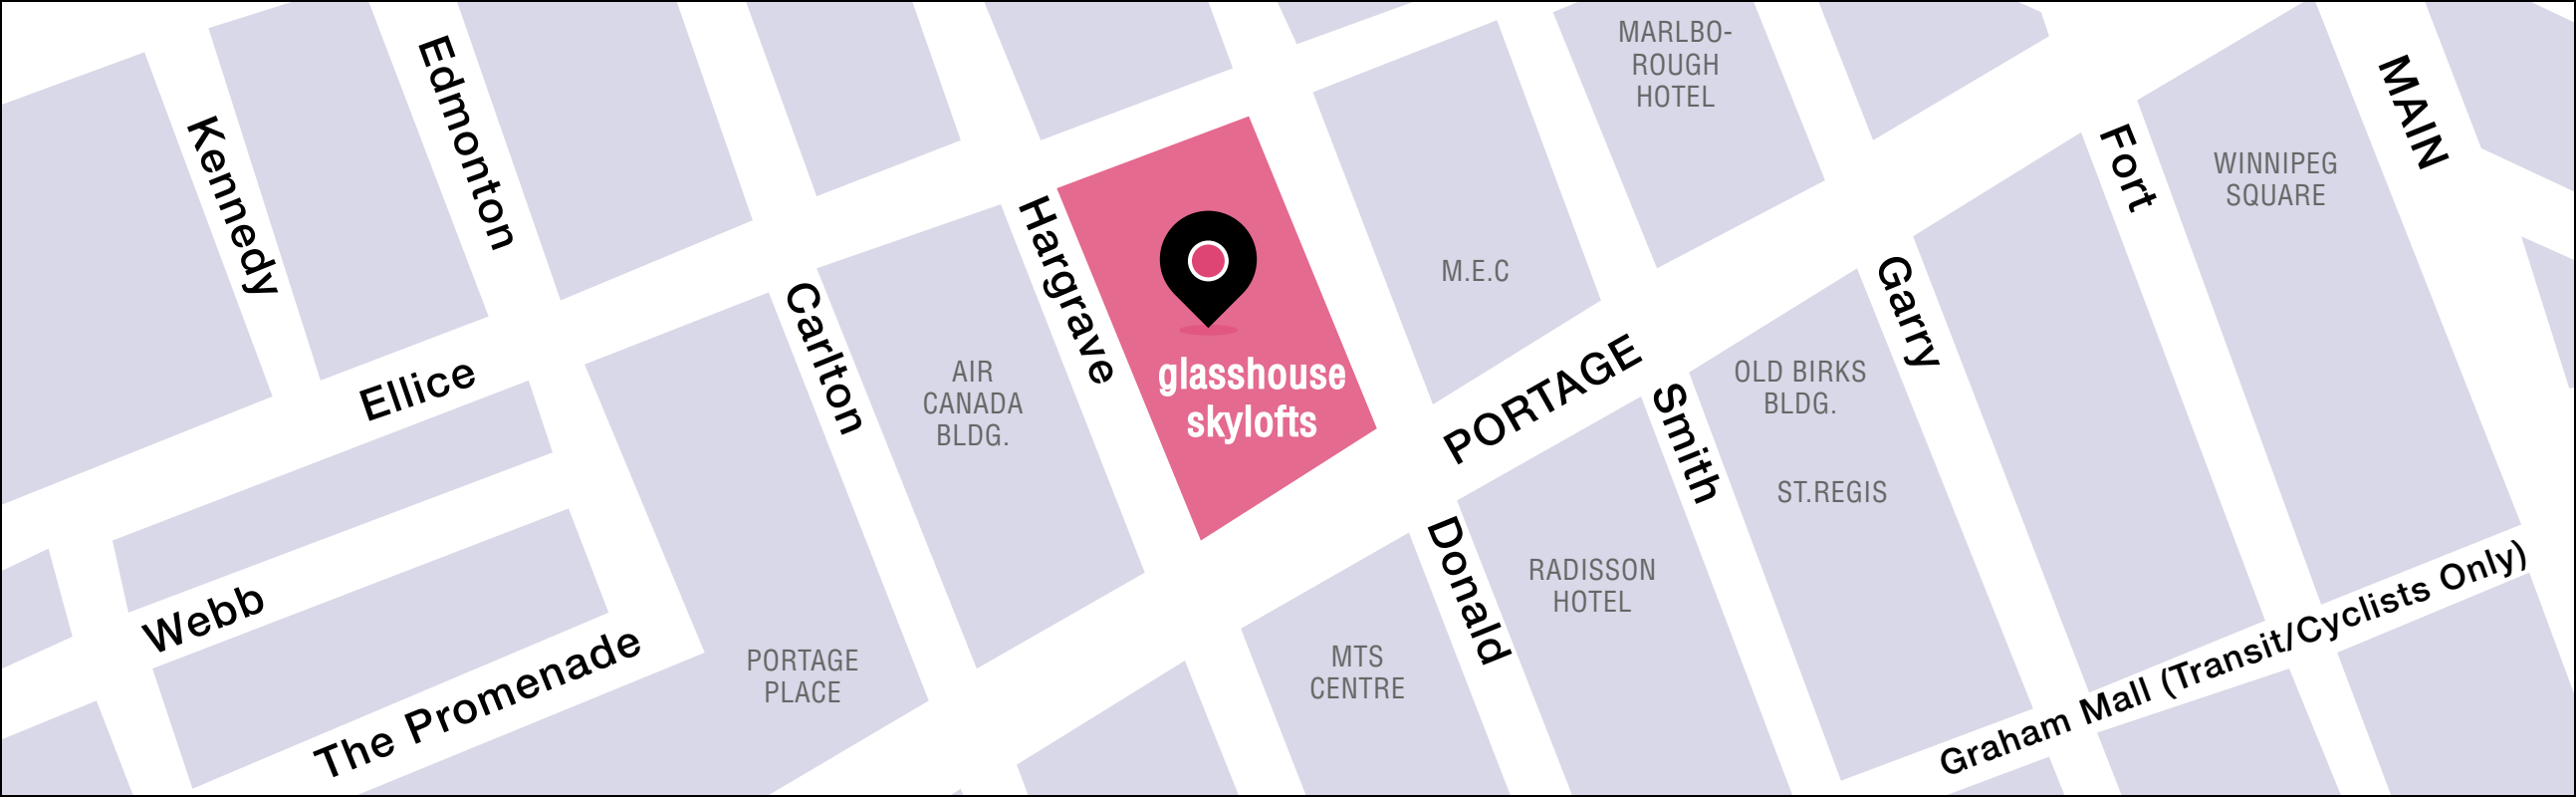 MARLBO-
ROUGH
HOTEL
Edmonton
MAIN
Kennedy
Fort
WINNIPEG
SQUARE
Hargrave
M.E.C
Garry
Carlton
PORTAGE
Ellice
AIR
CANADA
BLDG.
glasshouse
skylofts
OLD BIRKS
BLDG.
Smith
ST.REGIS
Donald
RADISSON
HOTEL
Webb
The Promenade
PORTAGE
PLACE
MTS
CENTRE
Graham Mall (Transit/Cyclists Only)